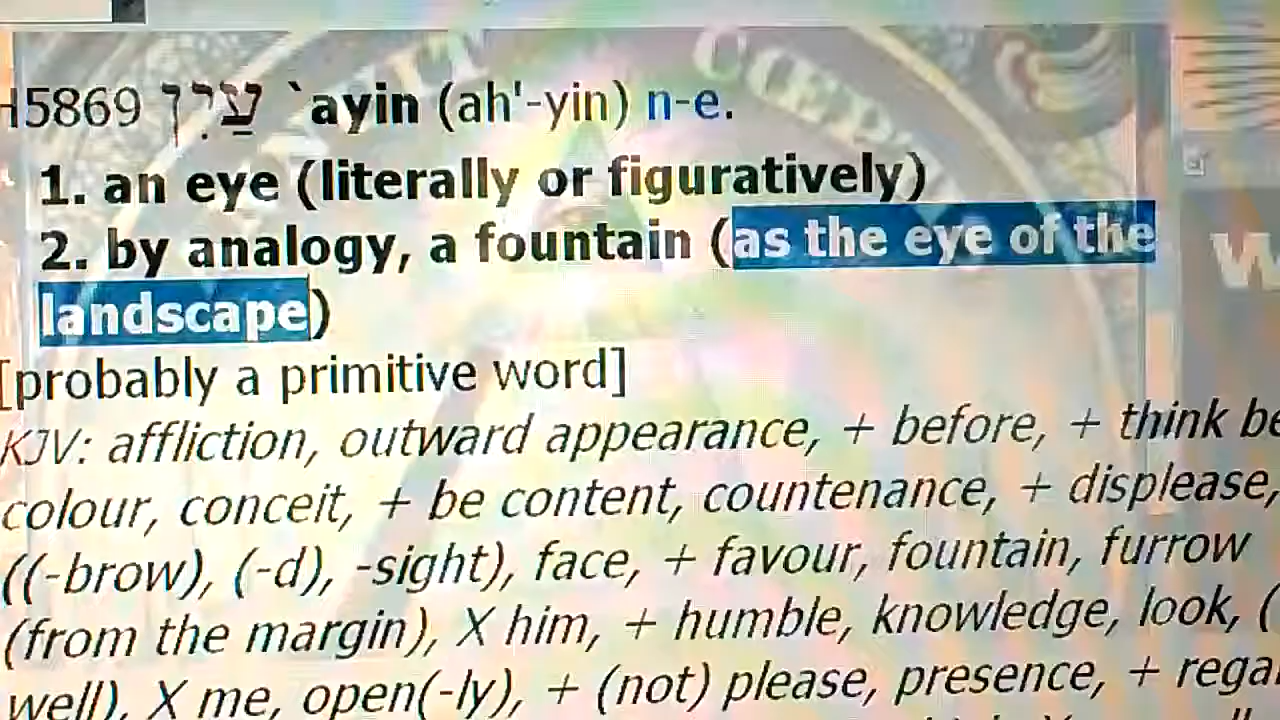 H5869 עַיִן `ayin (ah'-yin) n-e.
1. an eye (literally or figuratively)
2. by analogy, a fountain (as the eye of the
landscape)
[probably a primitive word]
KJV: affliction, outward appearance, + before, + think be
colour, conceit, + be content, countenance, + displease,
((-brow), (-d), -sight), face, + favour, fountain, furrow
(from the margin), X him, + humble, knowledge, look, (
well), X me, open(-ly), + (not) please, presence, + regar